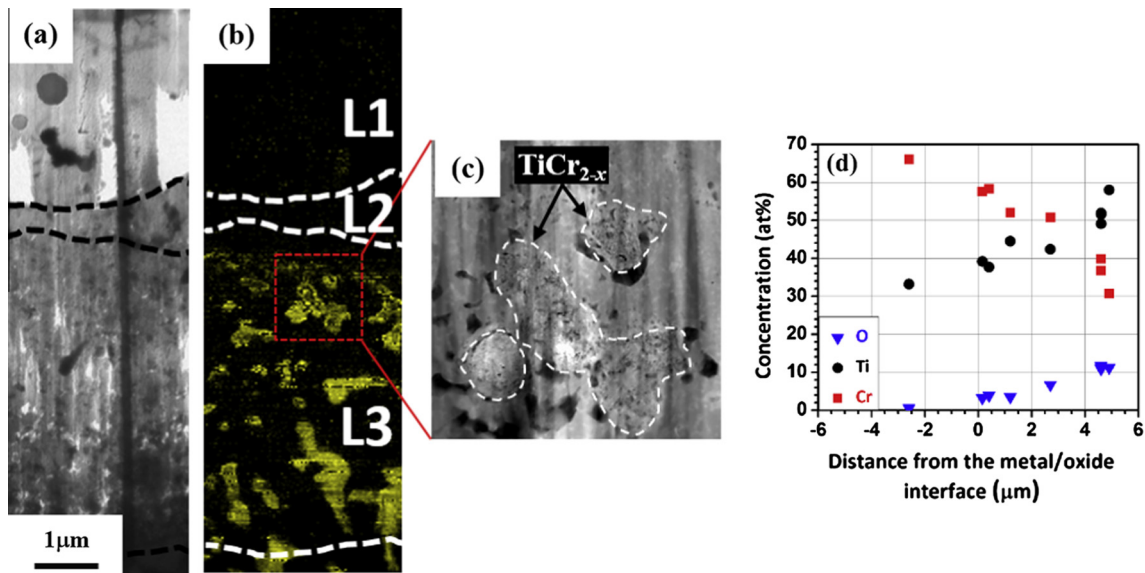 (a)
1μm
(b)
L1
L2
L3
TiCr2-x
(c)
(d)
Concentration (at%)
70
60
50
40
30
20
10
0
O
Ti
Cr
-6 -4 -2 0 2 4 6
Distance from the metal/oxide
interface (μm)